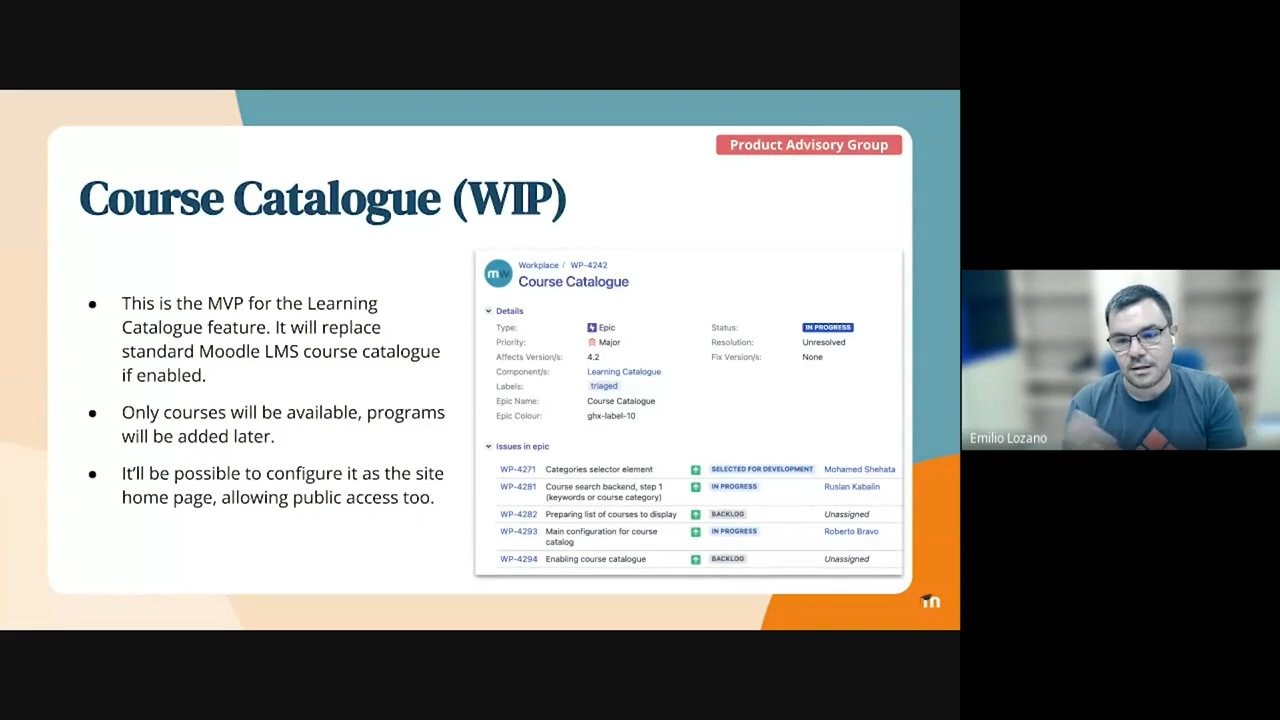 Product Advisory Group
Course Catalogue (WIP)
This is the MVP for the Learning
Catalogue feature. It will replace
standard Moodle LMS course catalogue
if enabled.
Only courses will be available, programs
will be added later.
It'll be possible to configure it as the site
home page, allowing public access too.
mw
Workplace / WP-4242
Course Catalogue
Details
Type: Epic Status: IN PROGRESS
Priority: Major Resolution: Unresolved
Affects Version/s: 4.2 Fix Version/s: None
Component/s: Learning Catalogue
Labels: triaged
Epic Name: Course Catalogue
Epic Colour: ghx-label-10
Issues in epic
WP-4271 Categories selector element SELECTED FOR DEVELOPMENT Mohamed Shehata
WP-4281 Course search backend, step 1 IN PROGRESS Ruslan Kabalin
(keywords or course category)
WP-4282 Preparing list of courses to display BACKLOG Unassigned
WP-4293 Main configuration for course IN PROGRESS Roberto Bravo
catalog
WP-4294 Enabling course catalogue BACKLOG Unassigned
m
Emilio Lozano